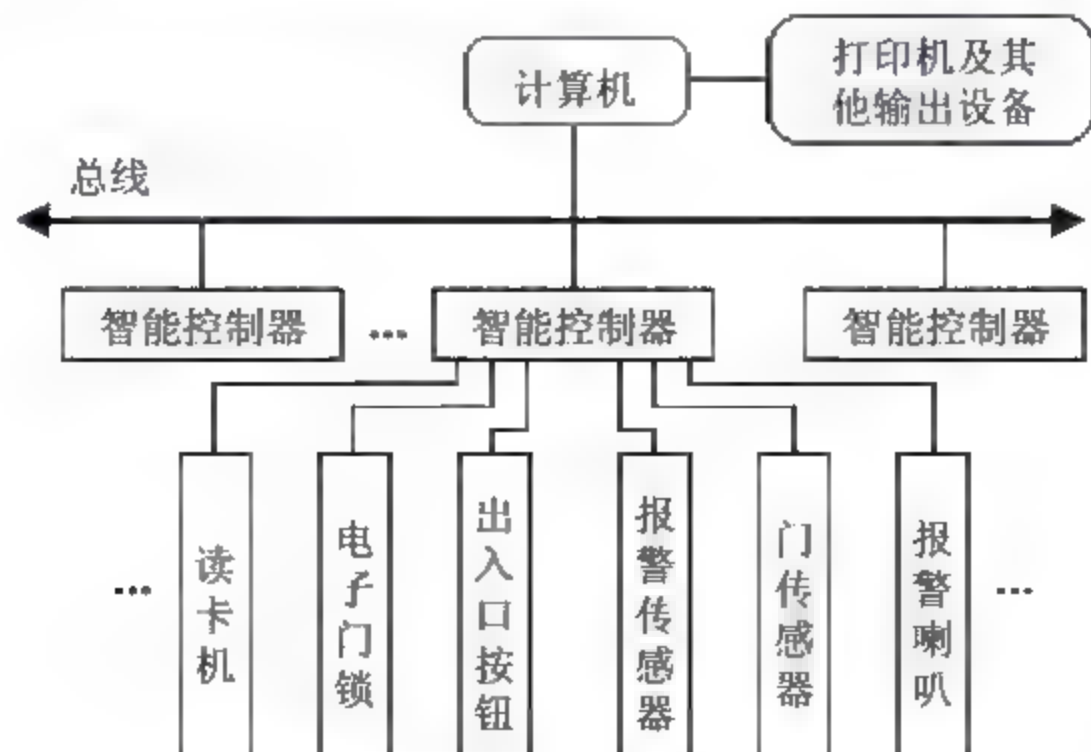 计算机
打印机及其
他输出设备
总线
智能控制器
...
智能控制器
智能控制器
...
读卡机
电子门锁
出入口按钮
报警传感器
门传感器
报警喇叭
...